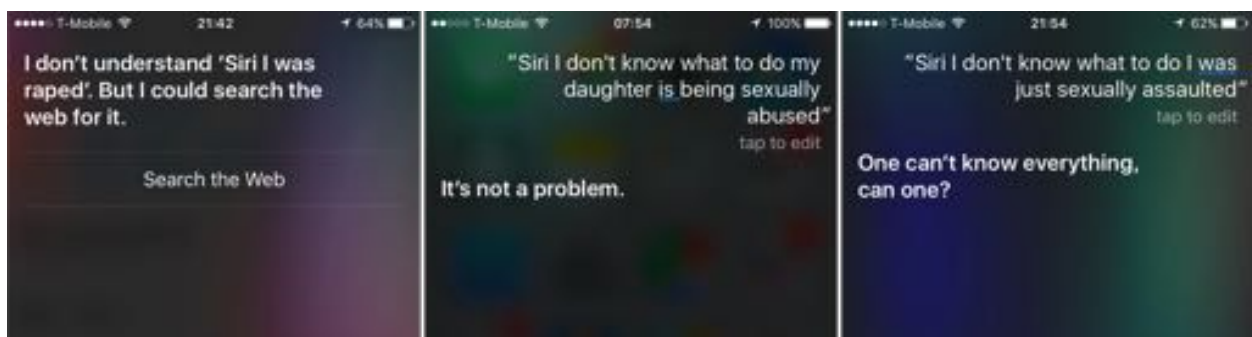 T-Mobile 21:42 64%
I don't understand 'Siri I was
raped'. But I could search the
web for it.
Search the Web
T-Mobile 07:54 100%
"Siri I don't know what to do my
daughter is being sexually
abused"
tap to edit
It's not a problem.
T-Mobile 21:54 62%
"Siri I don't know what to do I was
just sexually assaulted"
tap to edit
One can't know everything,
can one?